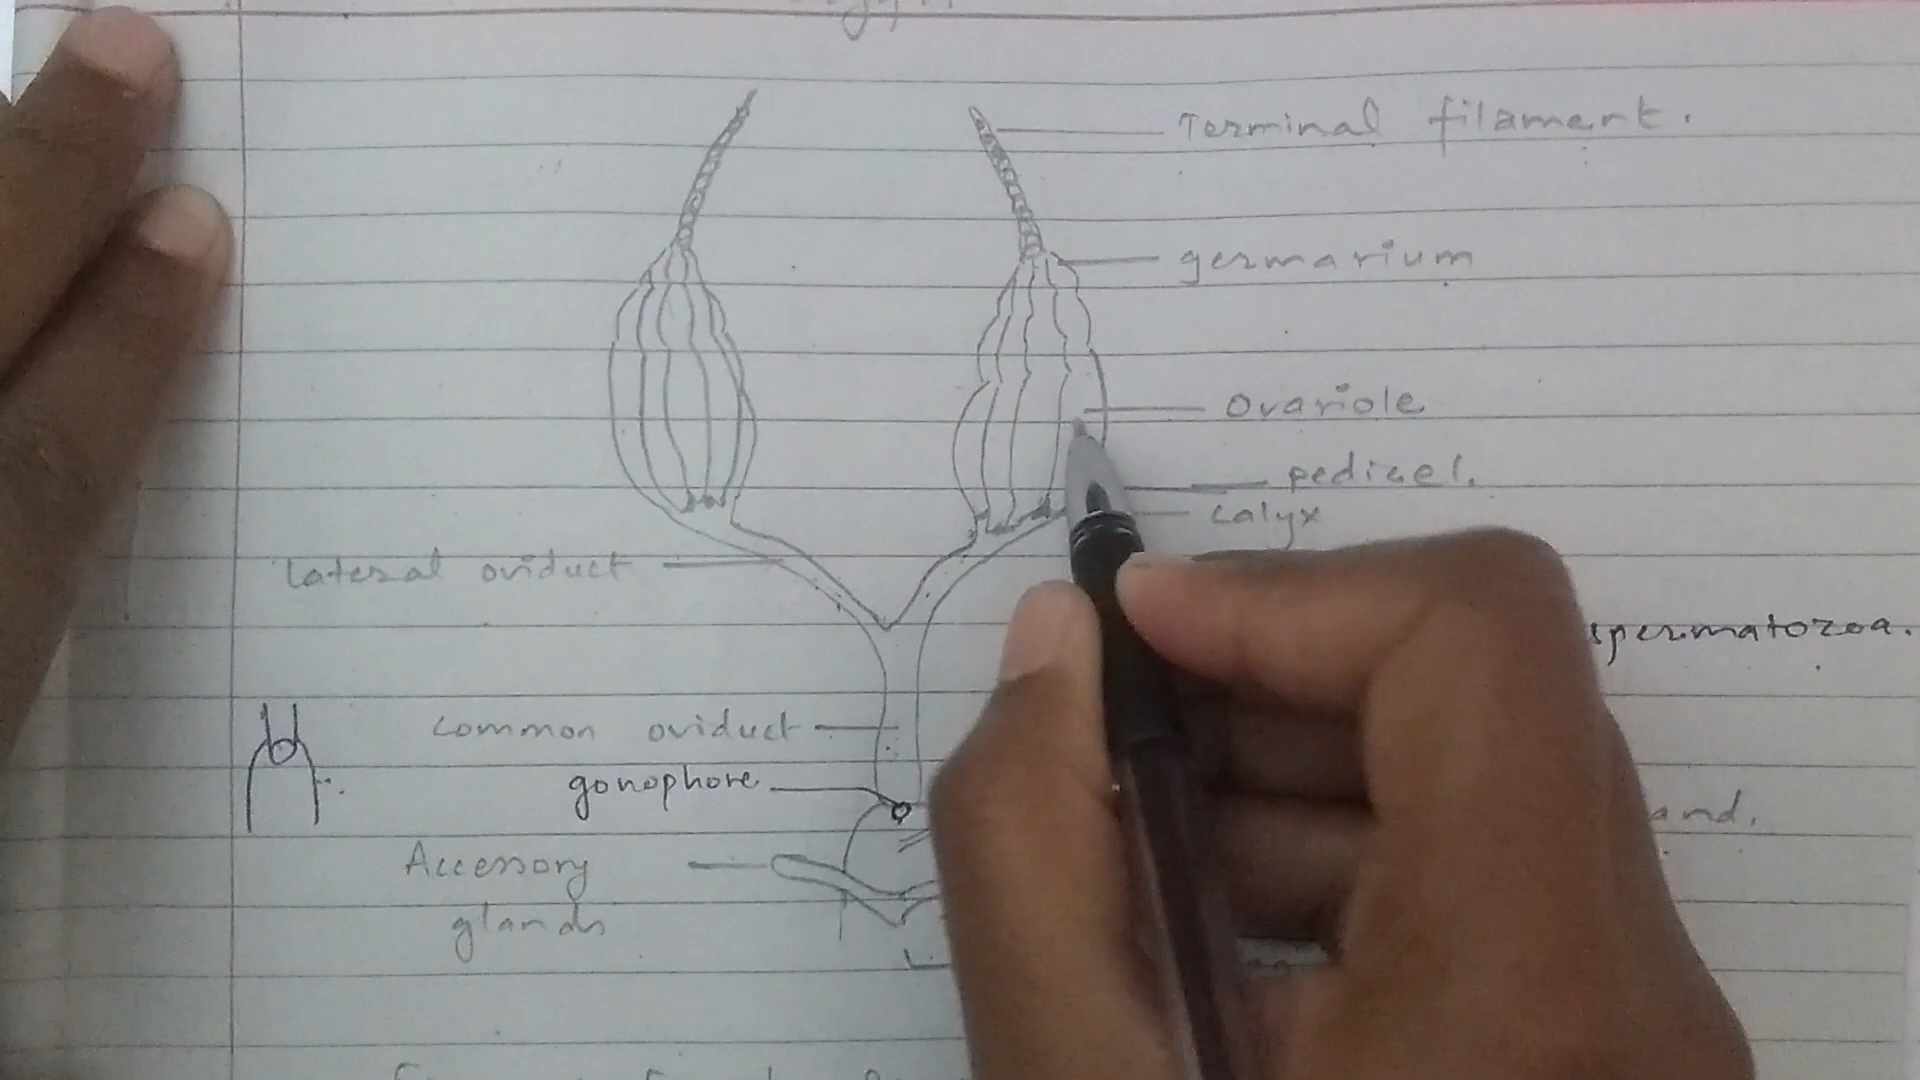 Terminal filament.
germarium
Ovariole
pedicel.
calyx
Lateral oviduct
spermatozoa.
common oviduct
gonophore
and.
Accessory
glands